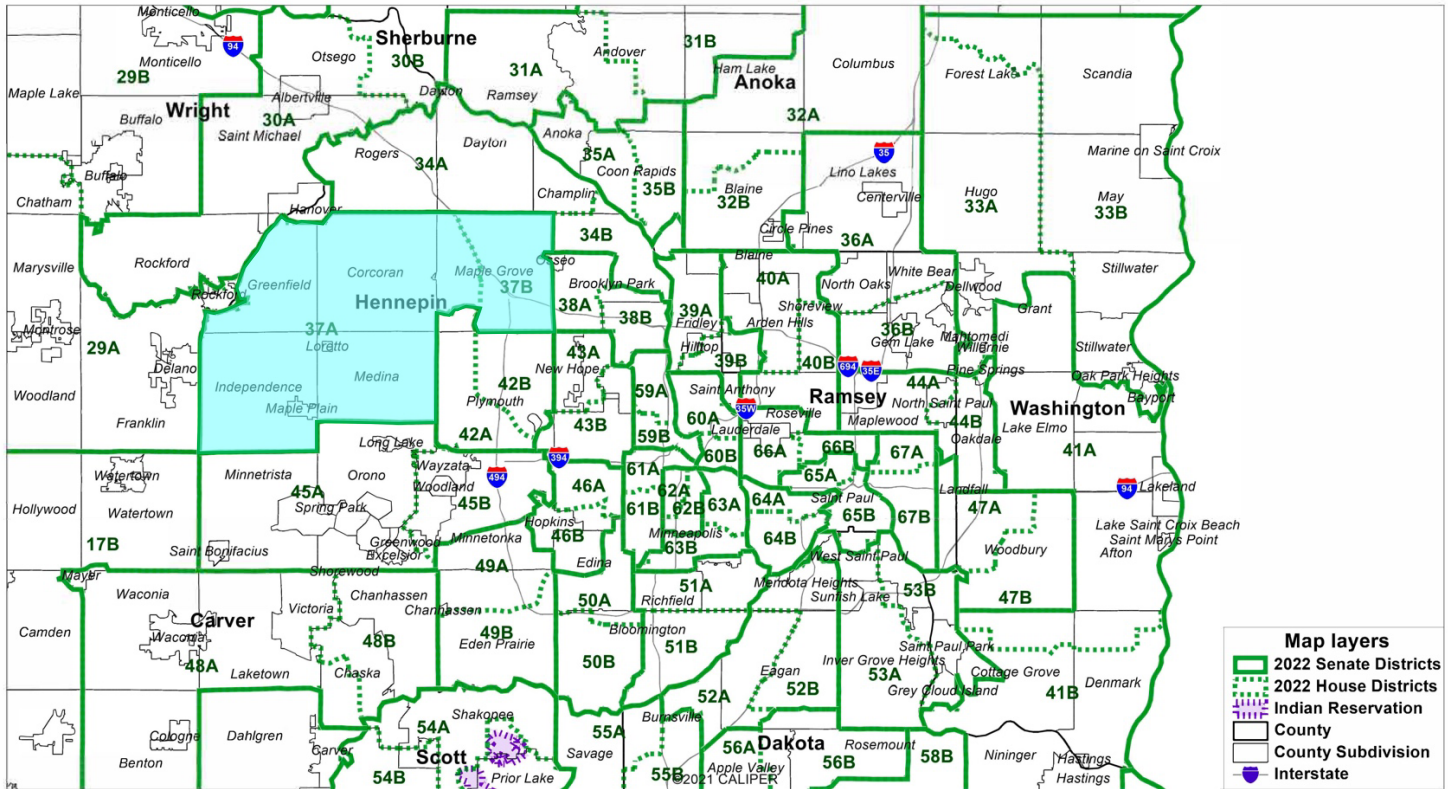 Monticello
94
Monticello
29B
Otsego
Sherburne
30B
Andover
31B
Ham Lake
Anoka
Columbus
Forest Lake
Scandia
Maple Lake
Wright
Albertville
30A
Saint Michael
Dayton
31A
Ramsey
32A
Buffalo
Buffalo
Chatham
Rogers
34A
Dayton
Anoka
35A
Coon Rapids
35B
Champlin
Blaine
32B
35
Lino Lakes
Centerville
Hugo
33A
Marine on Saint Croix
May
33B
Hanover
Circle Pines
36A
34B
Marysville
Rockford
Rockford
Greenfield
Corcoran
Hennepin
Maple Grove
37B
Osseo
Brooklyn Park
38A
38B
Blaine
40A
39A
Fridley
Hilltop
39B
Shoreview
Arden Hills
40B
North Oaks
White Bear
Dellwood
36B
Gem Lake
Mahtomedi
Willernie
Pine Springs
Grant
Stillwater
Stillwater
Oak Park Heights
Bayport
Montrose
29A
Delano
Woodland
Franklin
37A
Loretto
Medina
Independence
Maple Plain
43A
New Hope
42B
Plymouth
42A
43B
59A
59B
Saint Anthony
60A
35W
Lauderdale
60B
Roseville
66A
694
35E
Ramsey
Maplewood
44A
North Saint Paul
44B
Oakdale
Washington
Lake Elmo
41A
66B
67A
65A
Long Lake
394
Watertown
Watertown
Hollywood
17B
Minnetrista
45A
Orono
Spring Park
Saint Bonifacius
Greenwood
Excelsior
Shorewood
Wayzata
Woodland
45B
494
46A
Hopkins
46B
Minnetonka
49A
Edina
61A
61B
62A
62B
63A
Minneapolis
63B
64A
64B
Saint Paul
65B
67B
Landfall
47A
Woodbury
47B
94
Lakeland
Lake Saint Croix Beach
Saint Marys Point
Afton
West Saint Paul
Mendota Heights
Sunfish Lake
53B
Mayer
Waconia
Camden
Carver
Waconia
48A
Laketown
Victoria
Chanhassen
48B
Chaska
Chanhassen
49B
Eden Prairie
50A
Richfield
51A
Bloomington
50B
51B
Eagan
52A
52B
Inver Grove Heights
53A
Saint Paul Park
Grey Cloud Island
Cottage Grove
41B
Denmark
Cologne
Benton
Dahlgren
Carver
54A
Shakopee
Scott
54B
Prior Lake
55A
Savage
Burnsville
55B
56A
Apple Valley
©2021 CALIPER
Dakota
56B
Rosemount
58B
Nininger
Hastings
Hastings
Map layers
2022 Senate Districts
2022 House Districts
Indian Reservation
County
County Subdivision
Interstate